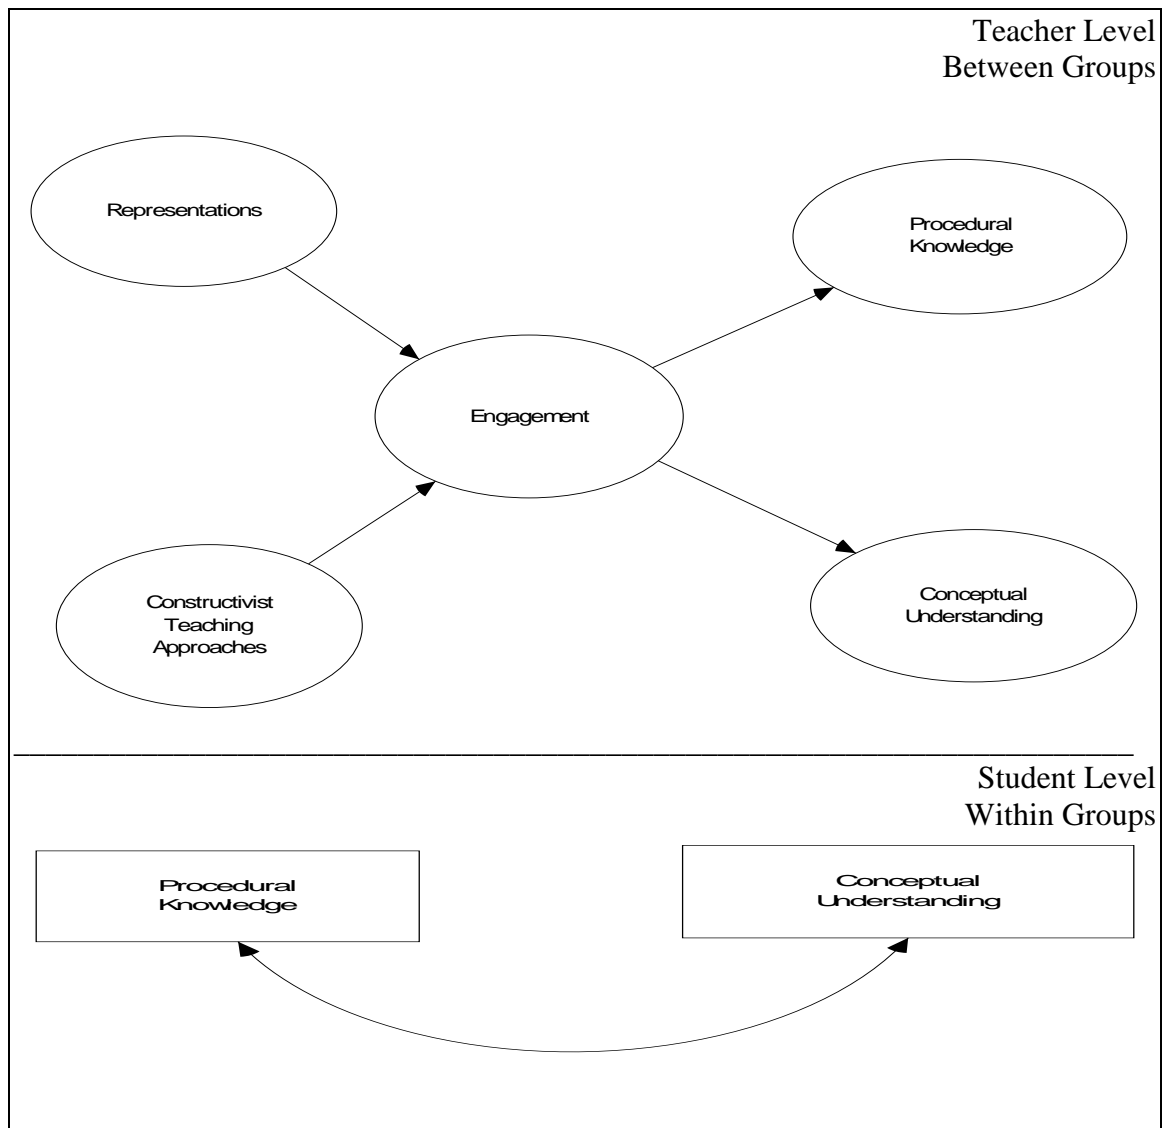 Teacher Level
Between Groups
Representations
Procedural
Knowledge
Engagement
Constructivist
Teaching
Approaches
Conceptual
Understanding
Student Level
Within Groups
Procedural
Knowledge
Conceptual
Understanding